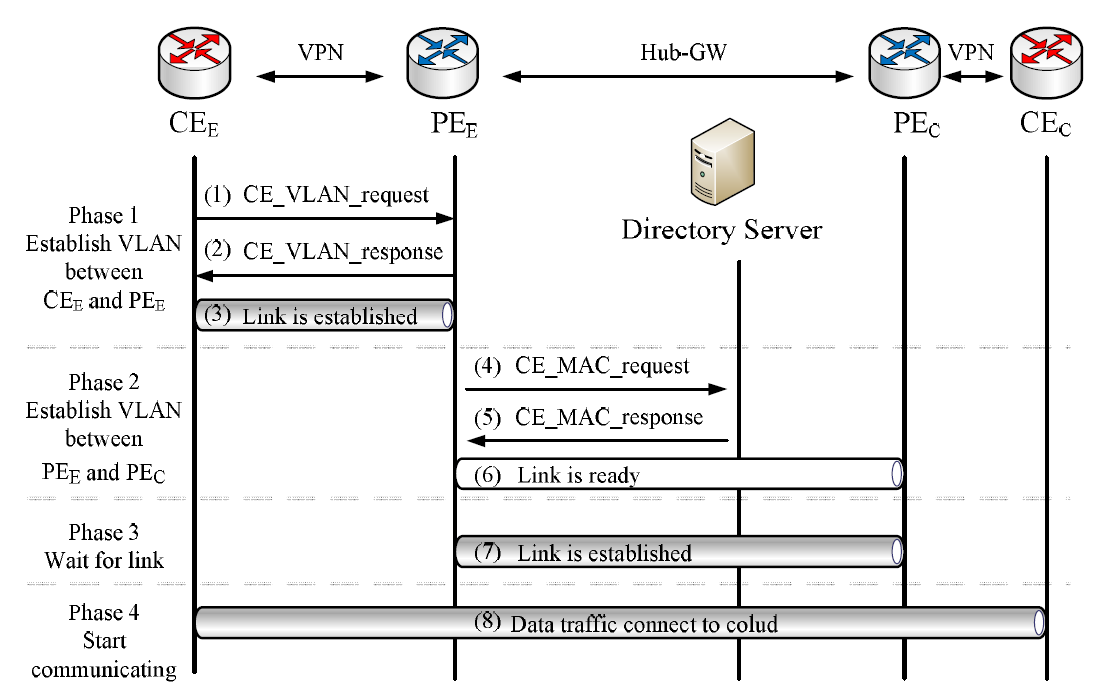 VPN
Hub-GW
VPN
CE_E
PE_E
PE_C
CE_C
Directory Server
Phase 1
Establish VLAN
between
CE_E and PE_E
(1) CE_VLAN_request
(2) CE_VLAN_response
(3) Link is established
Phase 2
Establish VLAN
between
PE_E and PE_C
(4) CE_MAC_request
(5) CE_MAC_response
(6) Link is ready
Phase 3
Wait for link
(7) Link is established
Phase 4
Start
communicating
(8) Data traffic connect to colud